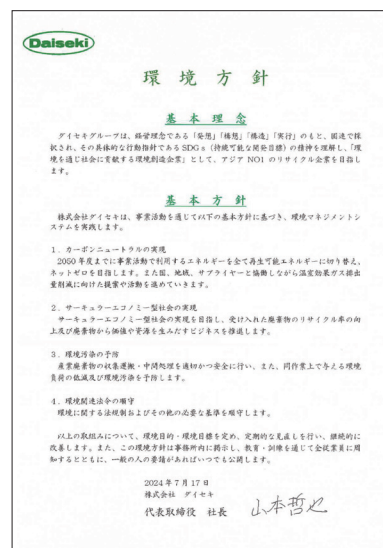 Daiseki
環境方針
基本理念
ダイセキグループは、経営理念である「発想」「構想」「構造」「実行」のもと、国連で採
択され、その具体的な行動指針であるSDGs（持続可能な開発目標）の精神を理解し、「環
境を通じ社会に貢献する環境創造企業」として、アジア NO1 のリサイクル企業を目指し
ます。
基本方針
株式会社ダイセキは、事業活動を通じて以下の基本方針に基づき、環境マネジメントシ
ステムを実践します。
1．カーボンニュートラルの実現
2050 年度までに事業活動で利用するエネルギーを全て再生可能エネルギーに切り替え、
ネットゼロを目指します。また国、地域、サプライヤーと協働しながら温室効果ガス排出
量削減に向けた提案や活動を進めていきます。
2．サーキュラーエコノミー型社会の実現
サーキュラーエコノミー型社会の実現を目指し、受け入れた廃棄物のリサイクル率の向
上及び廃棄物から価値や資源を生みだすビジネスを推進します。
3．環境汚染の予防
産業廃棄物の収集運搬・中間処理を適切かつ安全に行い、また、同作業上で与える環境
負荷の低減及び環境汚染を予防します。
4．環境関連法令の順守
環境に関する法規制およびその他の必要な基準を順守します。
以上の取組みについて、環境目的・環境目標を定め、定期的な見直しを行い、継続的に
改善します。また、この環境方針は事務所内に掲示し、教育・訓練を通じて全従業員に周
知するとともに、一般の人の要請があればいつでも公開します。
2024 年 7 月 17 日
株式会社 ダイセキ
代表取締役 社長 山本哲也